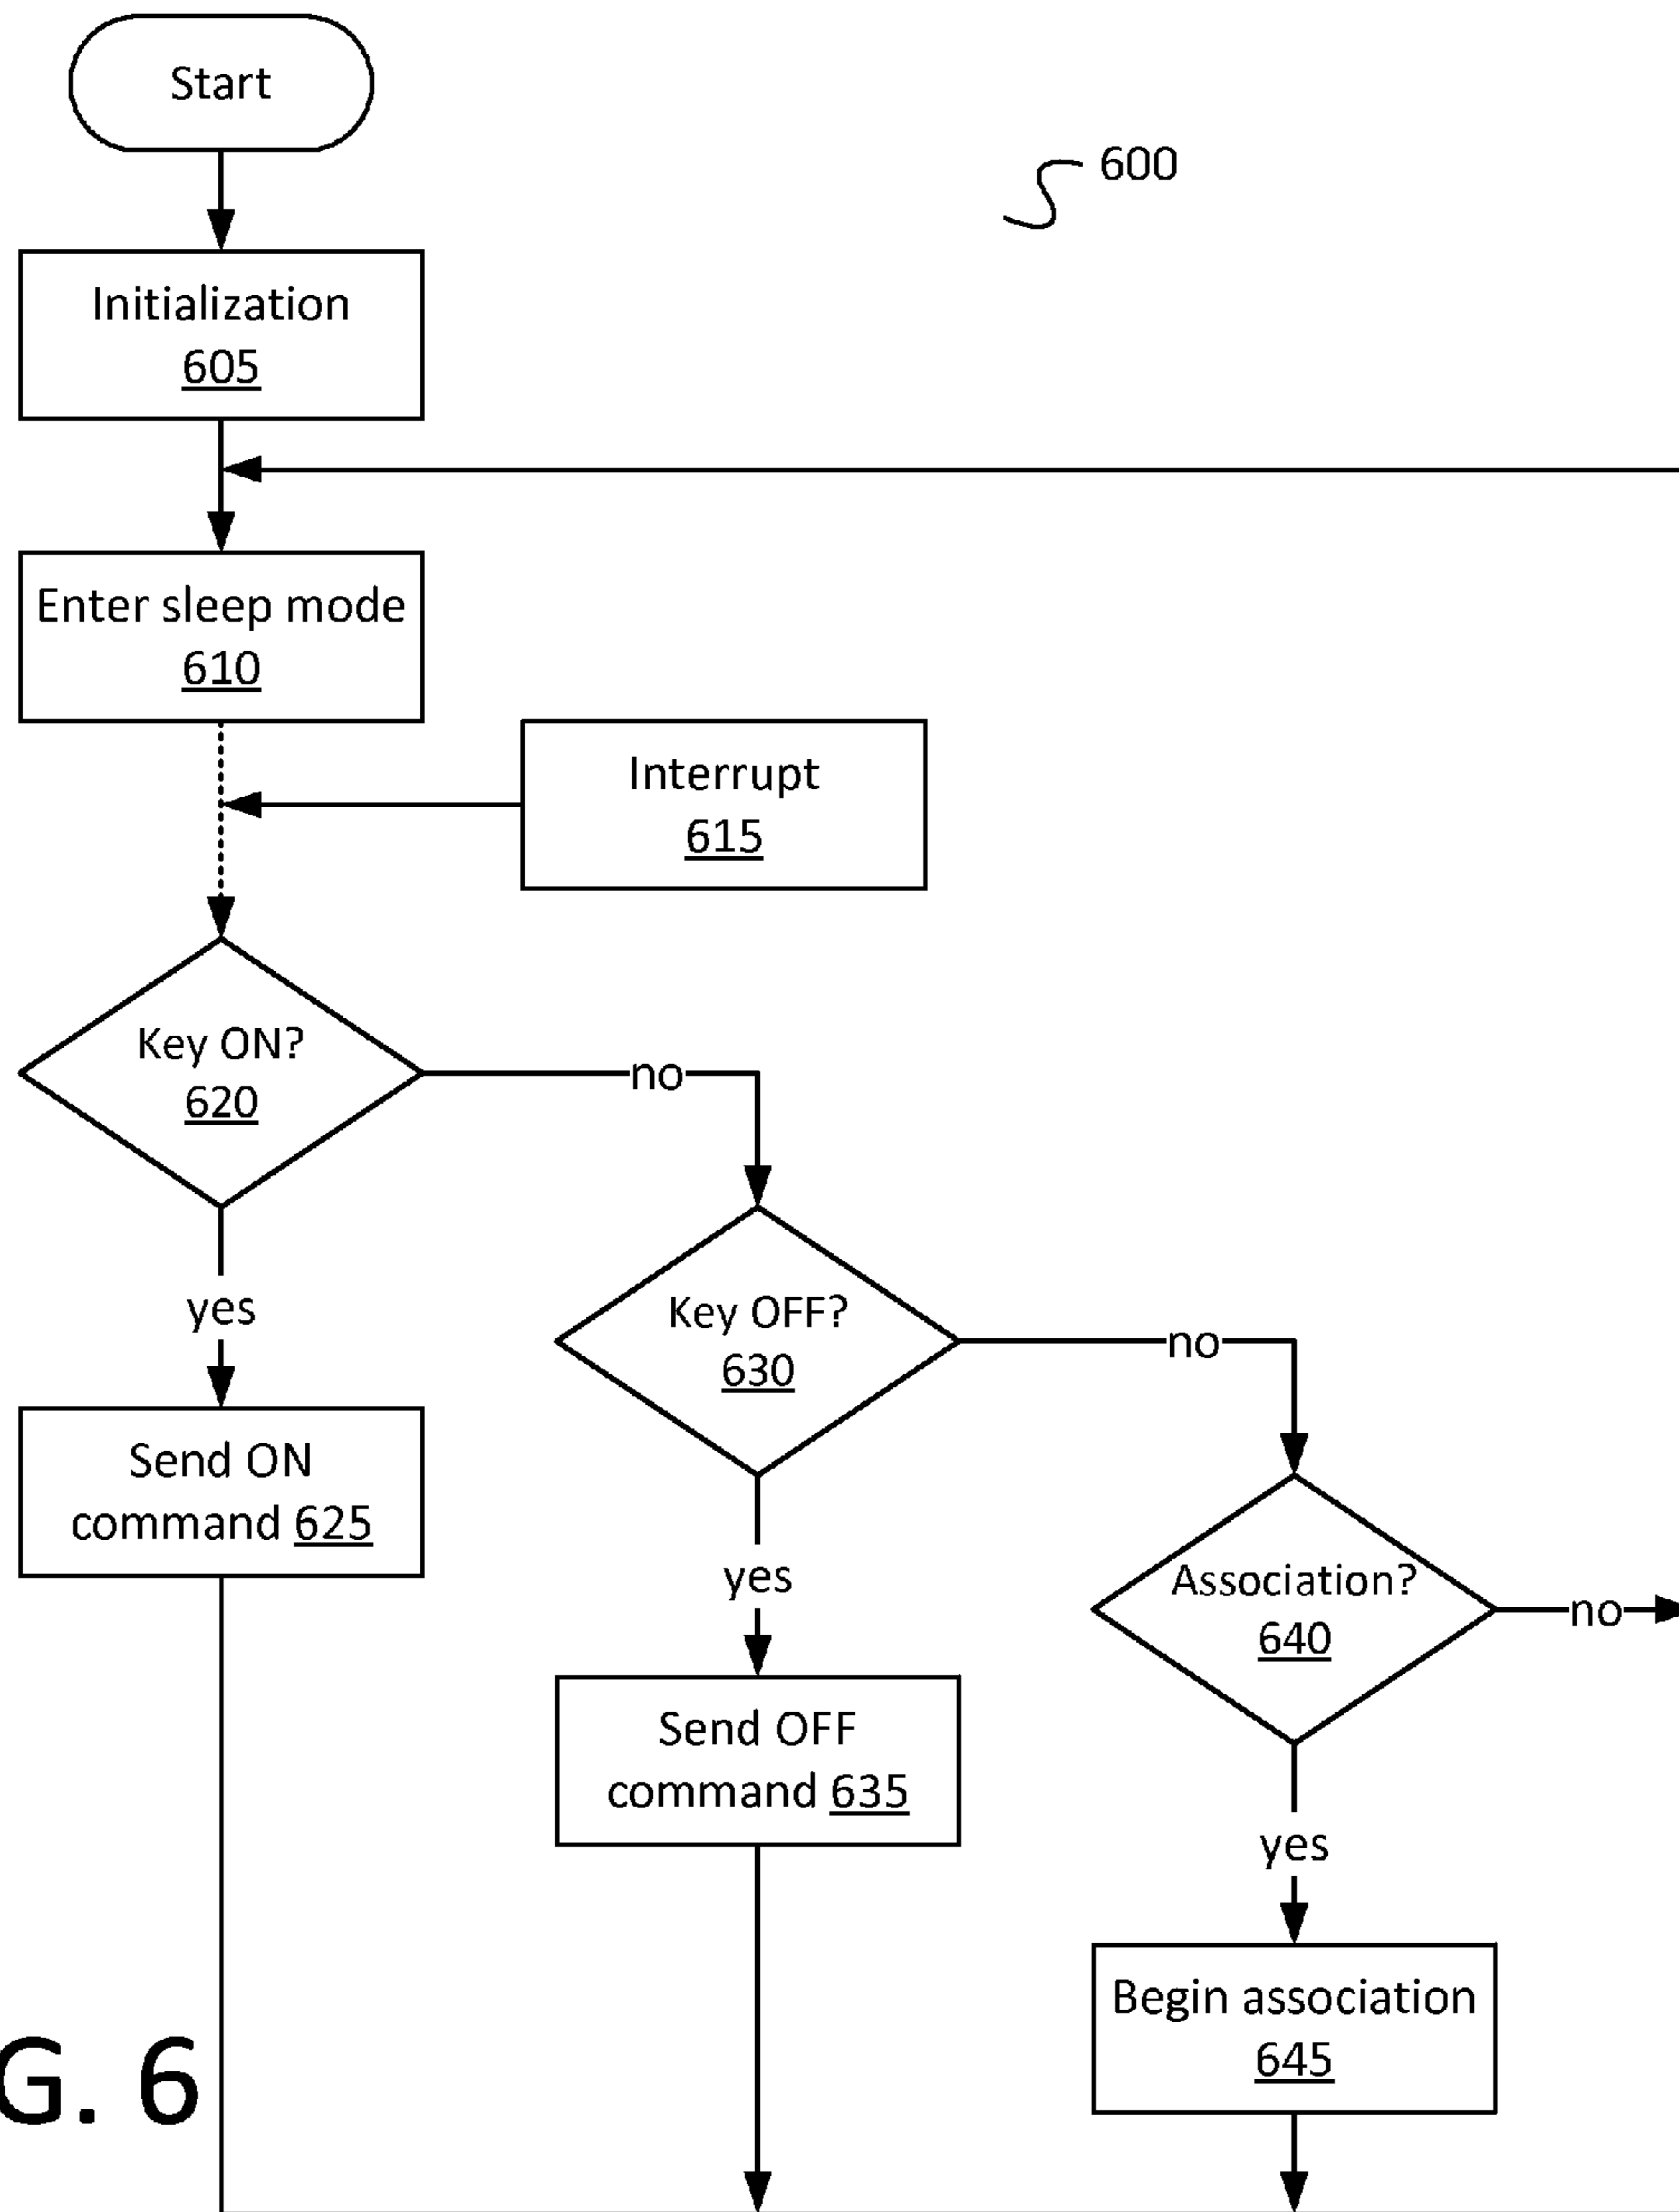 Start
600
Initialization
605
Enter sleep mode
610
Interrupt
615
Key ON?
620
no
yes
Key OFF?
630
no
Send ON
command 625
yes
Association?
640
no
Send OFF
command 635
yes
Begin association
645
G. 6